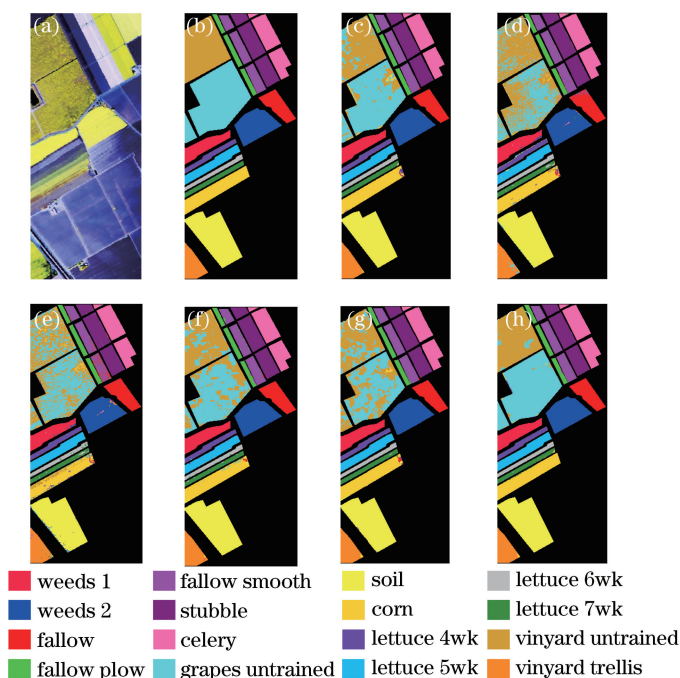 (a)
(b)
(c)
(d)
(e)
(f)
(g)
(h)
weeds 1
fallow smooth
soil
lettuce 6wk
weeds 2
stubble
corn
lettuce 7wk
fallow
celery
lettuce 4wk
vinyard untrained
fallow plow
grapes untrained
lettuce 5wk
vinyard trellis